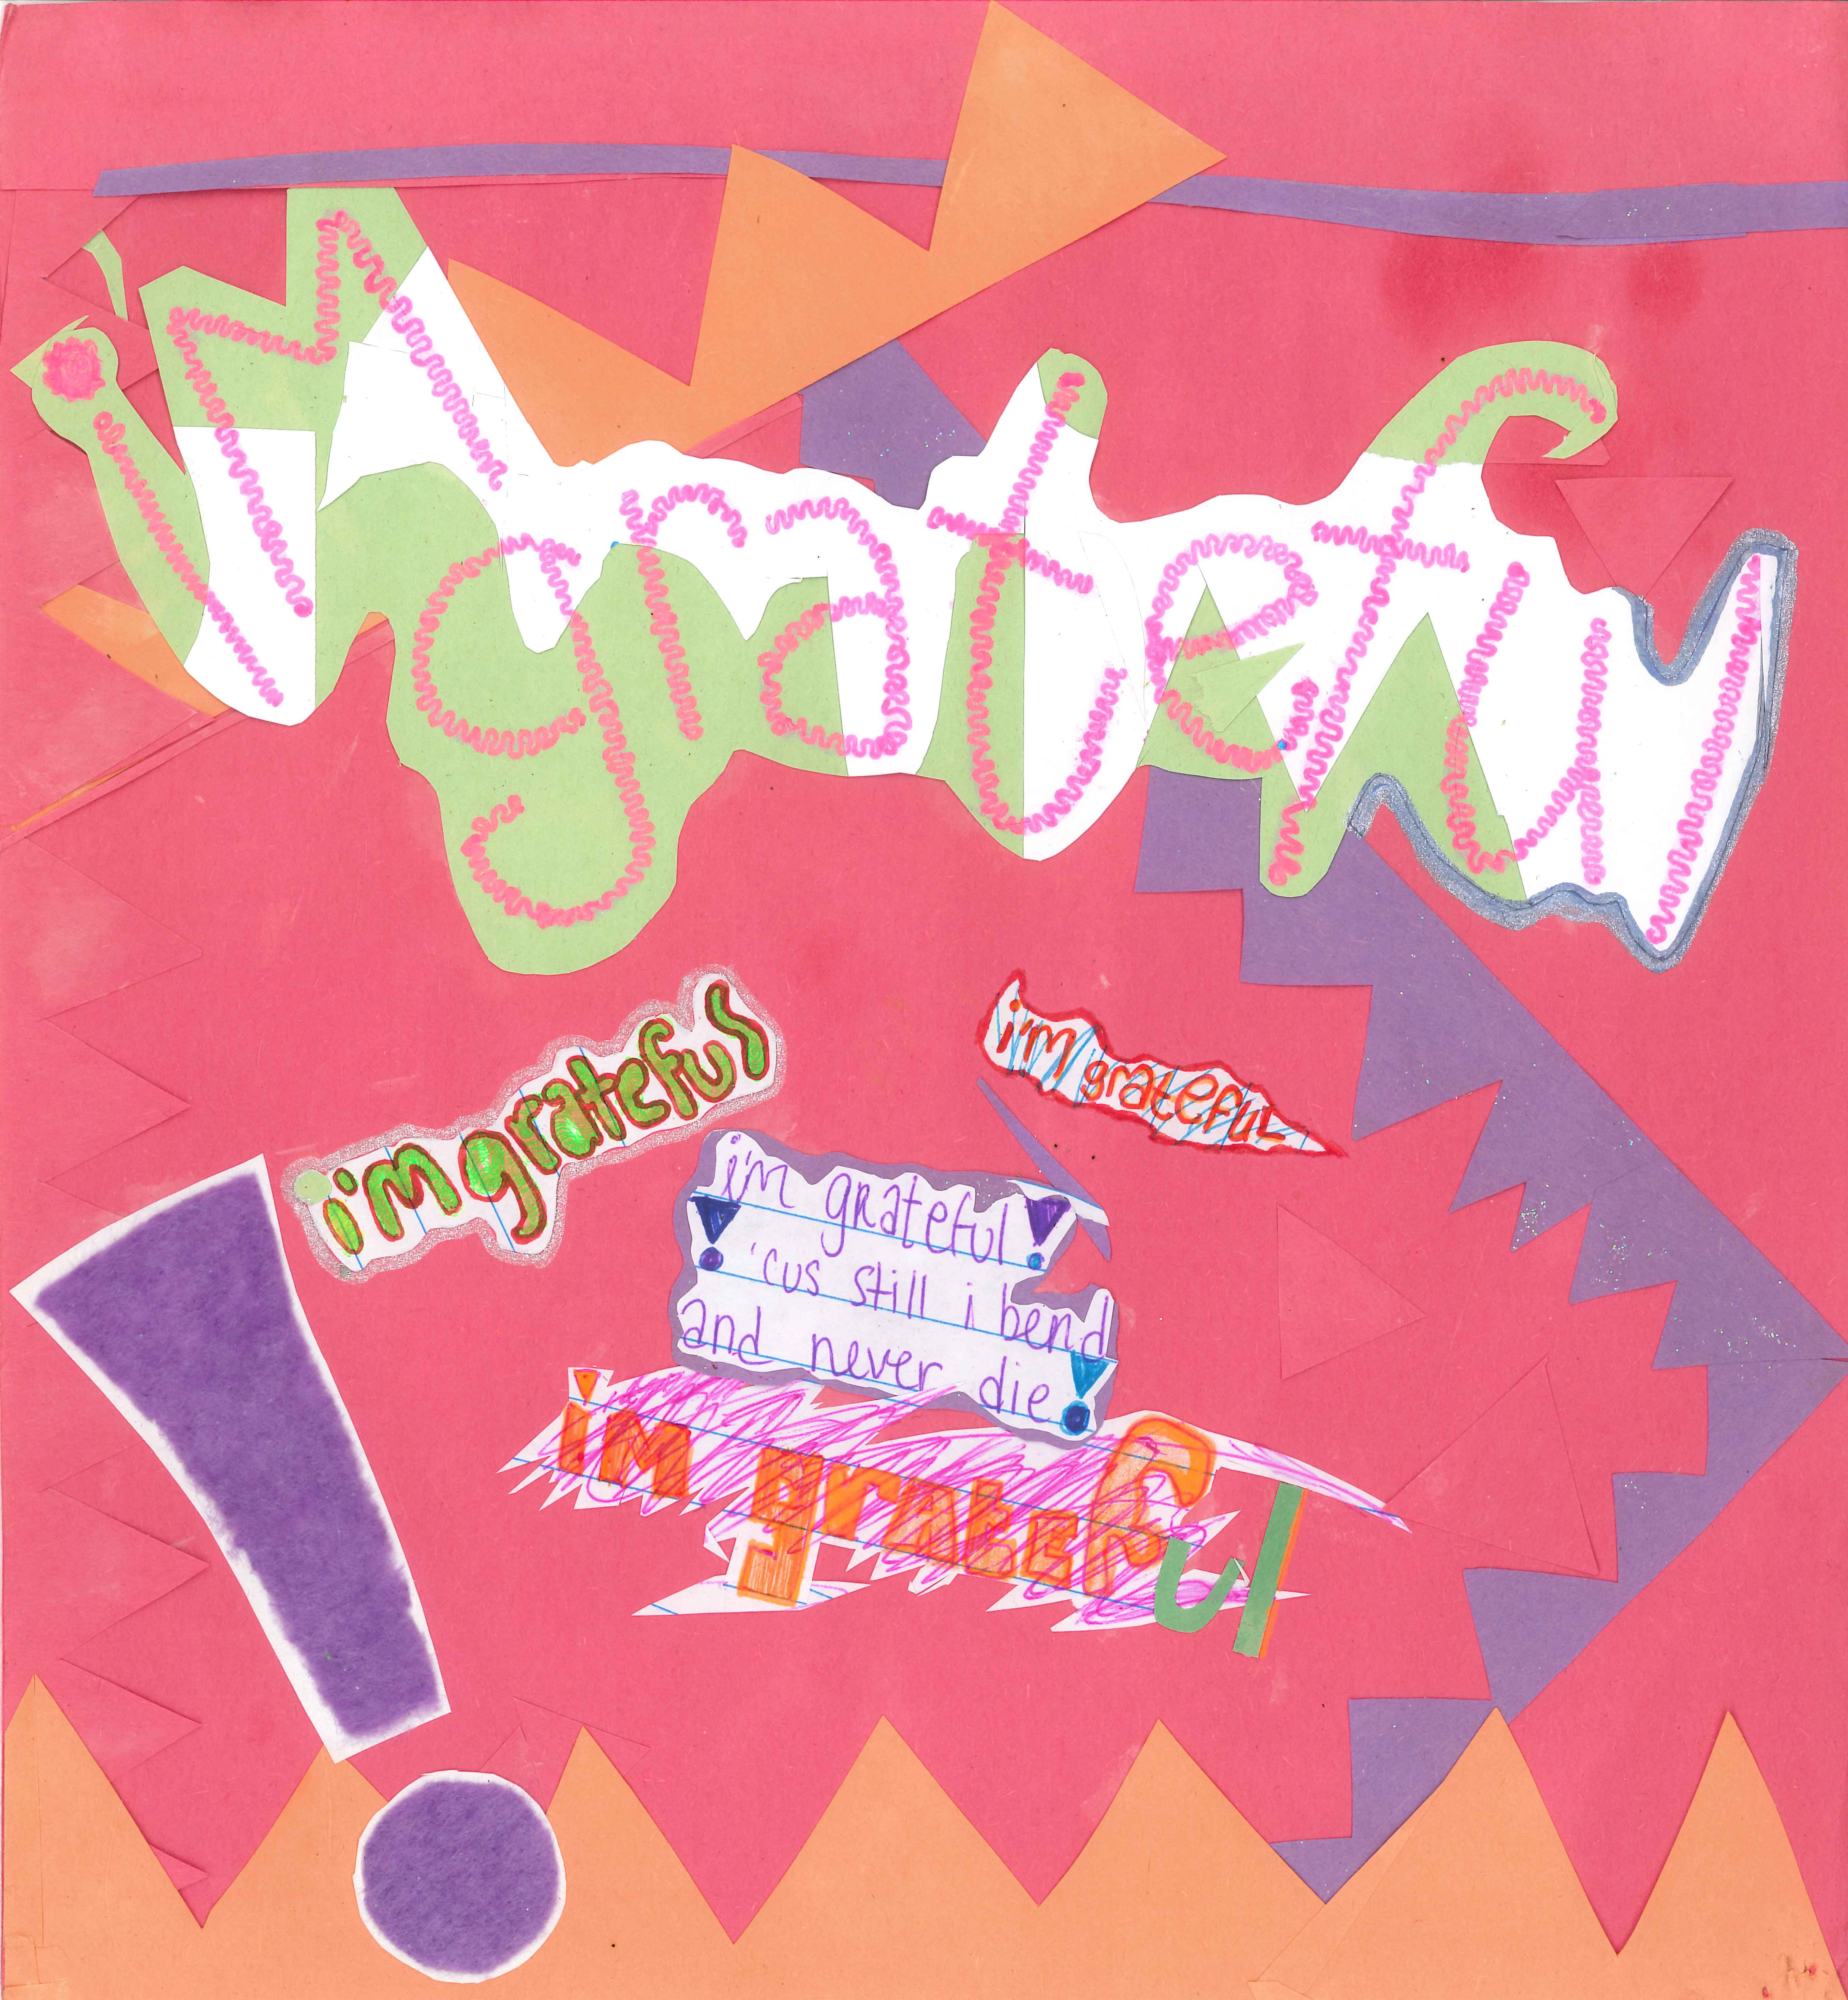 i'm grateful
!
i'm grateful
i'm grateful
i'm grateful
! 'cus still i bend !
and never die!
i'm grateful